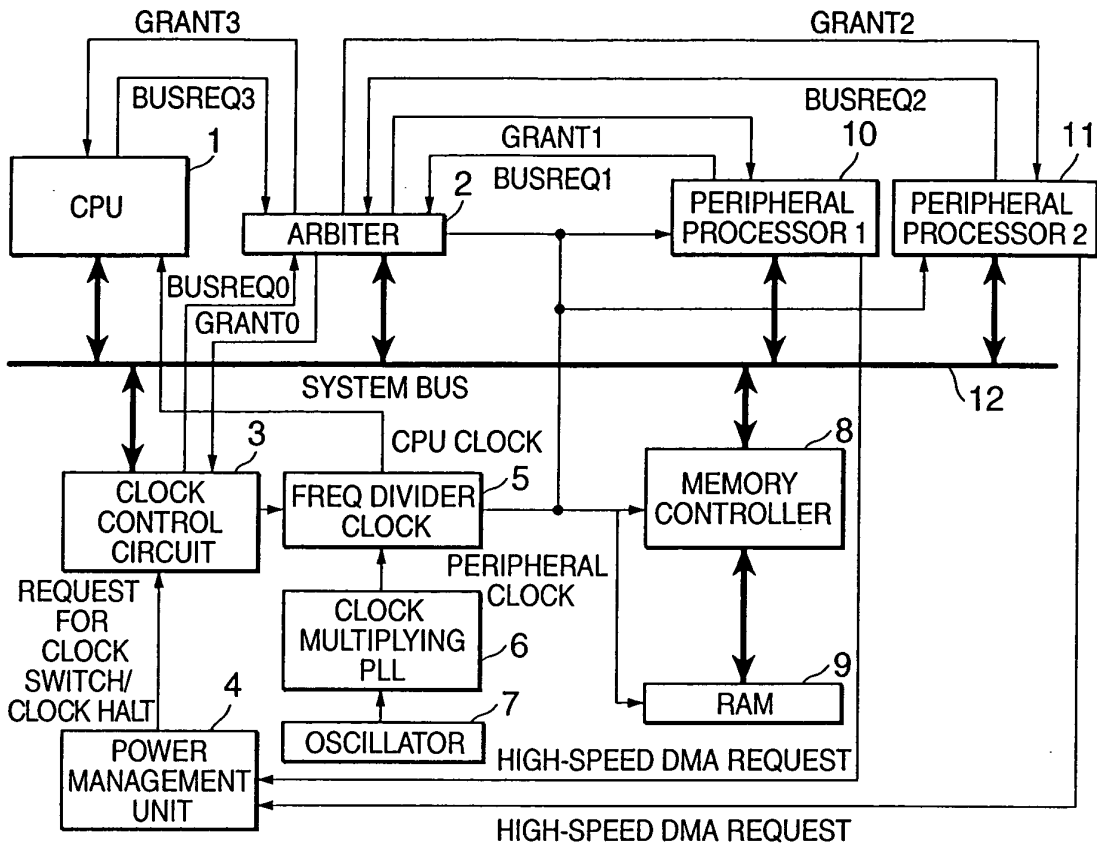 GRANT3
GRANT2
BUSREQ3
BUSREQ2
1
10
11
GRANT1
BUSREQ1
2
CPU
ARBITER
PERIPHERAL
PROCESSOR 1
PERIPHERAL
PROCESSOR 2
BUSREQ0
GRANT0
SYSTEM BUS
12
3
CPU CLOCK
5
8
CLOCK
CONTROL
CIRCUIT
FREQ DIVIDER
CLOCK
MEMORY
CONTROLLER
PERIPHERAL
CLOCK
REQUEST
FOR
CLOCK
SWITCH/
CLOCK HALT
CLOCK
MULTIPLYING
PLL
6
9
RAM
4
7
OSCILLATOR
POWER
MANAGEMENT
UNIT
HIGH-SPEED DMA REQUEST
HIGH-SPEED DMA REQUEST